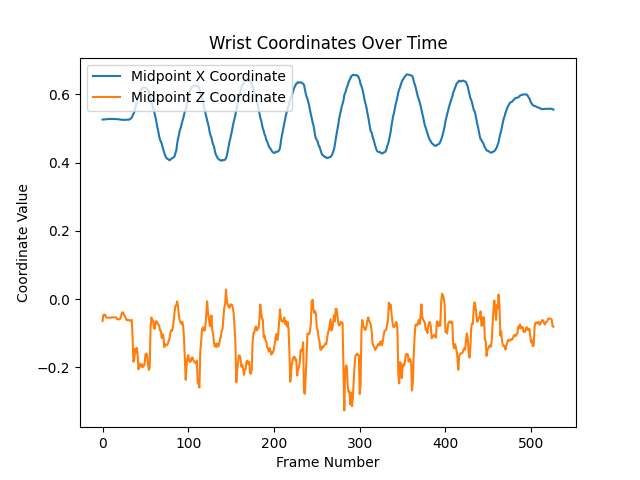 Wrist Coordinates Over Time
Midpoint X Coordinate
Midpoint Z Coordinate
Coordinate Value
0.6
0.4
0.2
0.0
−0.2
0
100
200
300
400
500
Frame Number